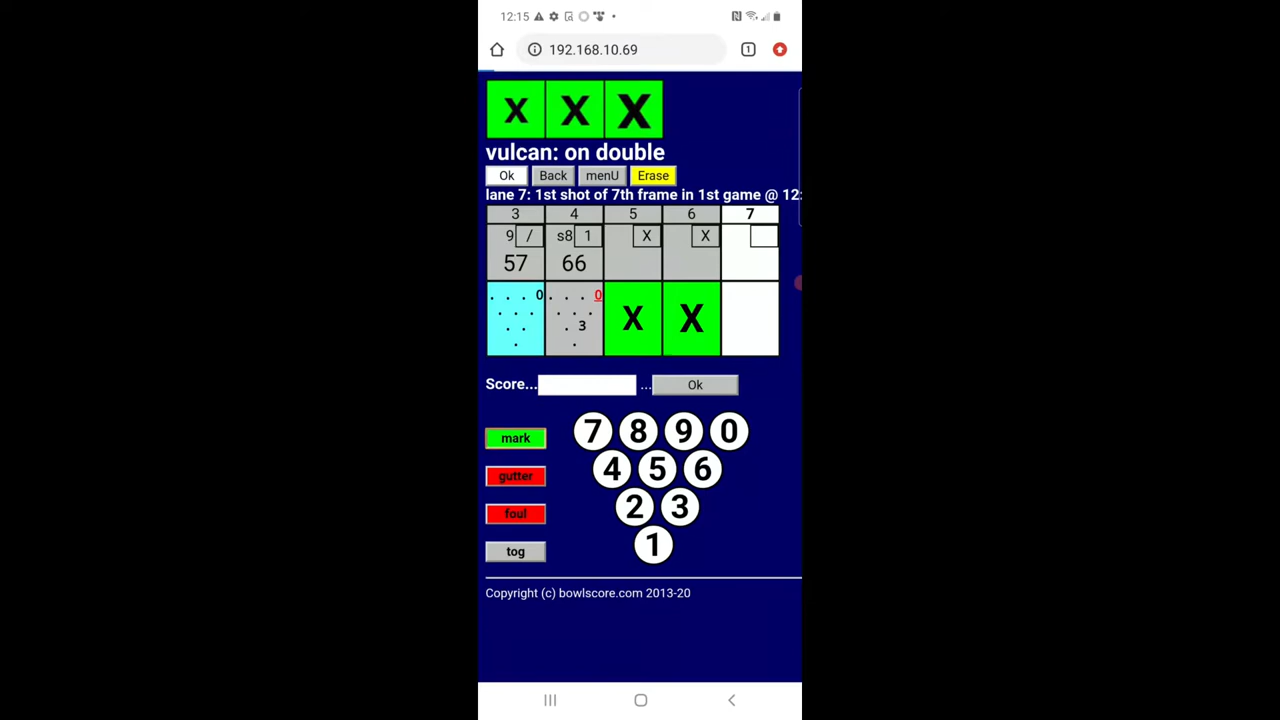 12:15
192.168.10.69
1
X X X
vulcan: on double
Ok Back menU Erase
lane 7: 1st shot of 7th frame in 1st game @ 12:
3 4 5 6 7
9 / s8 1 X X
57 66
. . . 0 . . . 0
. . . . . .
. . . 3 X X
. .
Score... ... Ok
mark
gutter
foul
tog
7 8 9 0
4 5 6
2 3
1
Copyright (c) bowlscore.com 2013-20